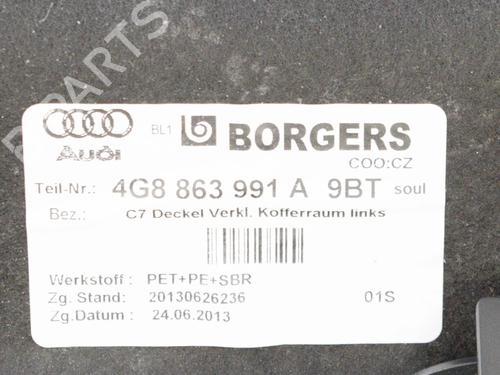 PARTS
Audi
BL1
BORGERS
COO:CZ
Teil-Nr.: 4G8 863 991 A 9BT soul
Bez.: C7 Deckel Verkl. Kofferraum links
Werkstoff : PET+PE+SBR
Zg. Stand: 20130626236 01S
Zg.Datum : 24.06.2013